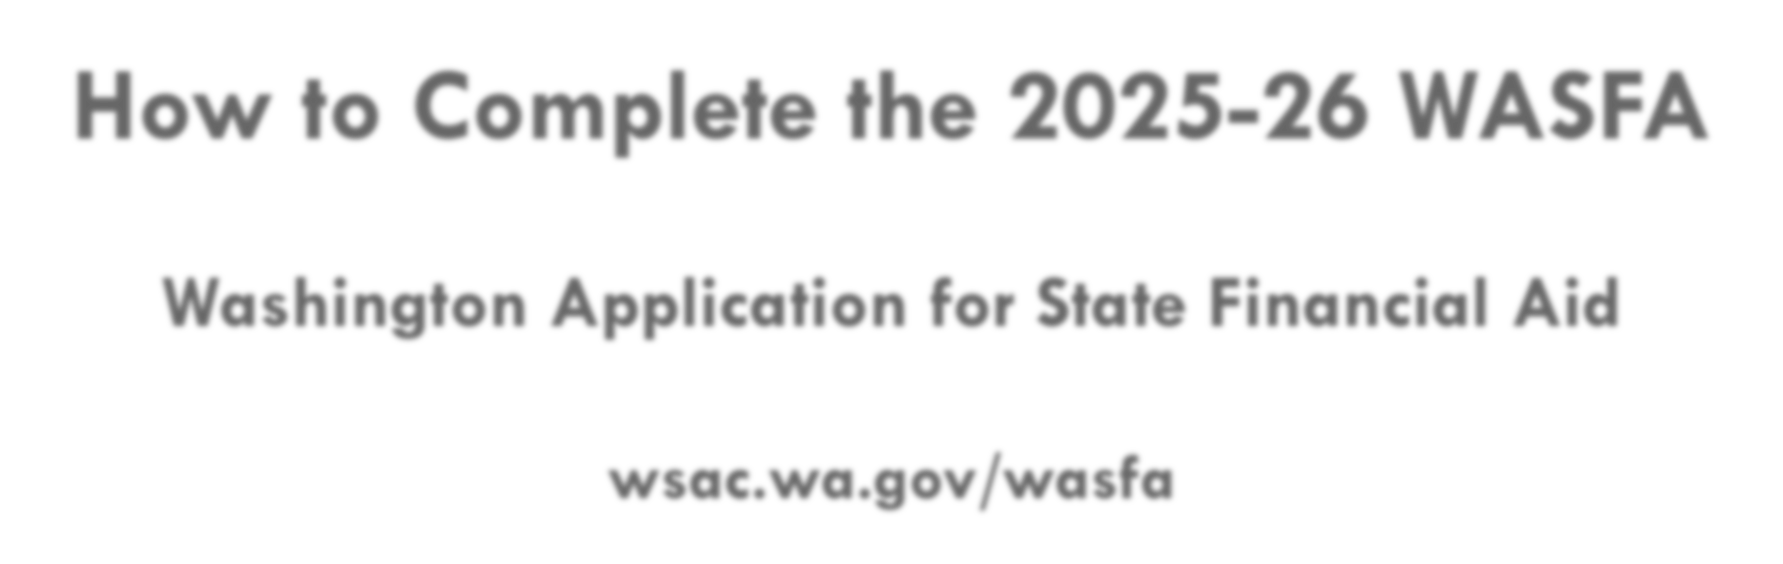 How to Complete the 2025-26 WASFA
Washington Application for State Financial Aid
wsac.wa.gov/wasfa